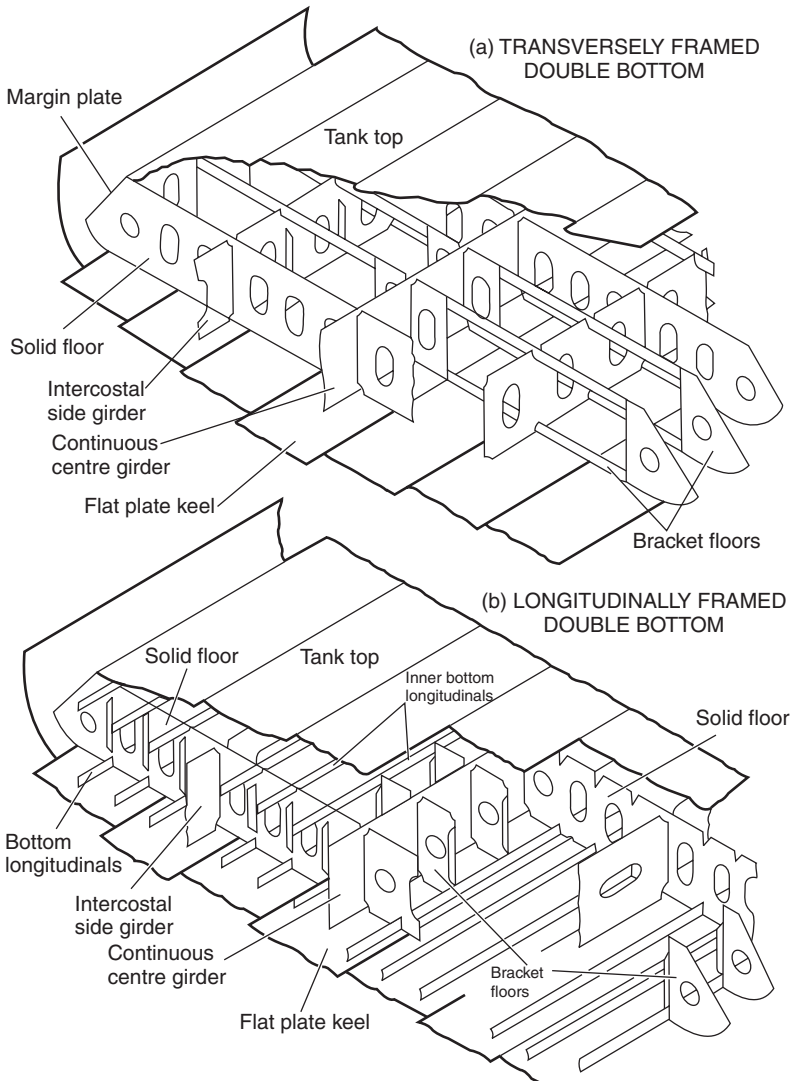 (a) TRANSVERSELY FRAMED
DOUBLE BOTTOM
Margin plate
Tank top
Solid floor
Intercostal
side girder
Continuous
centre girder
Flat plate keel
Bracket floors
(b) LONGITUDINALLY FRAMED
DOUBLE BOTTOM
Solid floor
Tank top
Inner bottom
longitudinals
Solid floor
Bottom
longitudinals
Intercostal
side girder
Continuous
centre girder
Bracket
floors
Flat plate keel